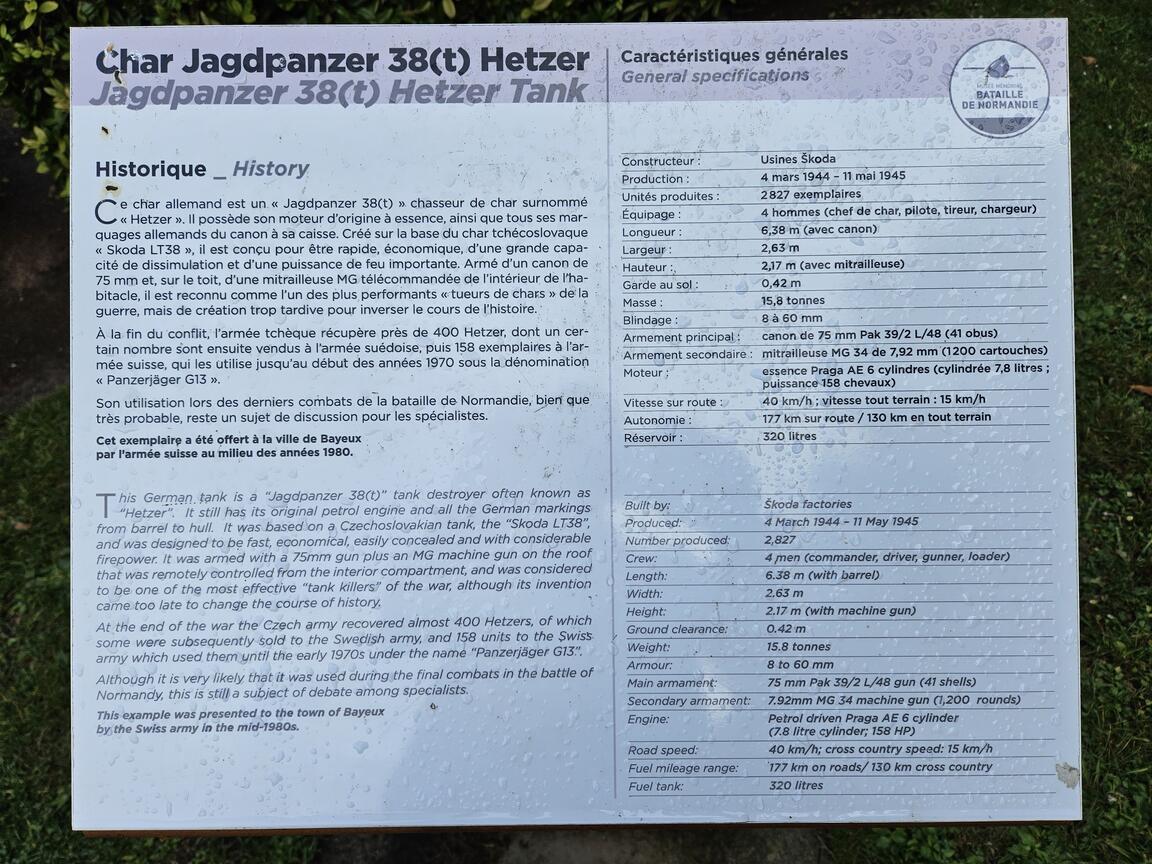 Char Jagdpanzer 38(t) Hetzer
Jagdpanzer 38(t) Hetzer Tank
Historique _ History
Ce char allemand est un « Jagdpanzer 38(t) » chasseur de char surnommé
« Hetzer ». Il possède son moteur d'origine à essence, ainsi que tous ses mar-
quages allemands du canon à sa caisse. Créé sur la base du char tchécoslovaque
« Skoda LT38 », il est conçu pour être rapide, économique, d'une grande capa-
cité de dissimulation et d'une puissance de feu importante. Armé d'un canon de
75 mm et, sur le toit, d'une mitrailleuse MG télécommandée de l'intérieur de l'ha-
bitacle, il est reconnu comme l'un des plus performants « tueurs de chars » de la
guerre, mais de création trop tardive pour inverser le cours de l'histoire.
À la fin du conflit, l'armée tchèque récupère près de 400 Hetzer, dont un cer-
tain nombre sont ensuite vendus à l'armée suédoise, puis 158 exemplaires à l'ar-
mée suisse, qui les utilise jusqu'au début des années 1970 sous la dénomination
« Panzerjäger G13 ».
Son utilisation lors des derniers combats de la bataille de Normandie, bien que
très probable, reste un sujet de discussion pour les spécialistes.
Cet exemplaire a été offert à la ville de Bayeux
par l'armée suisse au milieu des années 1980.
This German tank is a "Jagdpanzer 38(t)" tank destroyer often known as
"Hetzer". It still has its original petrol engine and all the German markings
from barrel to hull. It was based on a Czechoslovakian tank, the "Skoda LT38",
and was designed to be fast, economical, easily concealed and with considerable
firepower. It was armed with a 75mm gun plus an MG machine gun on the roof
that was remotely controlled from the interior compartment, and was considered
to be one of the most effective "tank killers" of the war, although its invention
came too late to change the course of history.
At the end of the war the Czech army recovered almost 400 Hetzers, of which
some were subsequently sold to the Swedish army, and 158 units to the Swiss
army which used them until the early 1970s under the name "Panzerjäger G13".
Although it is very likely that it was used during the final combats in the battle of
Normandy, this is still a subject of debate among specialists.
This example was presented to the town of Bayeux
by the Swiss army in the mid-1980s.
Caractéristiques générales
General specifications
MUSÉE MÉMORIAL
BATAILLE
DE NORMANDIE
Constructeur : Usines Škoda
Production : 4 mars 1944 – 11 mai 1945
Unités produites : 2 827 exemplaires
Équipage : 4 hommes (chef de char, pilote, tireur, chargeur)
Longueur : 6,38 m (avec canon)
Largeur : 2,63 m
Hauteur : 2,17 m (avec mitrailleuse)
Garde au sol : 0,42 m
Masse : 15,8 tonnes
Blindage : 8 à 60 mm
Armement principal : canon de 75 mm Pak 39/2 L/48 (41 obus)
Armement secondaire : mitrailleuse MG 34 de 7,92 mm (1200 cartouches)
Moteur : essence Praga AE 6 cylindres (cylindrée 7,8 litres ;
puissance 158 chevaux)
Vitesse sur route : 40 km/h ; vitesse tout terrain : 15 km/h
Autonomie : 177 km sur route / 130 km en tout terrain
Réservoir : 320 litres
Built by: Škoda factories
Produced: 4 March 1944 – 11 May 1945
Number produced: 2,827
Crew: 4 men (commander, driver, gunner, loader)
Length: 6.38 m (with barrel)
Width: 2.63 m
Height: 2.17 m (with machine gun)
Ground clearance: 0.42 m
Weight: 15.8 tonnes
Armour: 8 to 60 mm
Main armament: 75 mm Pak 39/2 L/48 gun (41 shells)
Secondary armament: 7.92mm MG 34 machine gun (1,200 rounds)
Engine: Petrol driven Praga AE 6 cylinder
(7.8 litre cylinder; 158 HP)
Road speed: 40 km/h; cross country speed: 15 km/h
Fuel mileage range: 177 km on roads/ 130 km cross country
Fuel tank: 320 litres